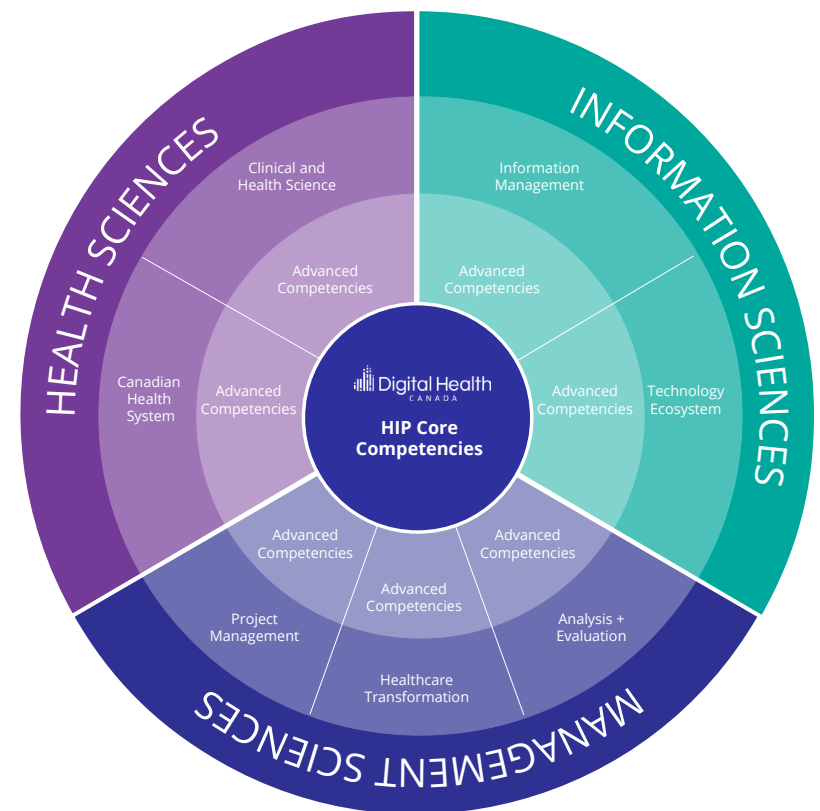 HEALTH SCIENCES
INFORMATION SCIENCES
Clinical and
Health Science
Information
Management
Advanced
Competencies
Advanced
Competencies
Canadian
Health
System
Advanced
Competencies
Digital Health
CANADA
HIP Core
Competencies
Advanced
Competencies
Technology
Ecosystem
Advanced
Competencies
Advanced
Competencies
Advanced
Competencies
Project
Management
Analysis +
Evaluation
Healthcare
Transformation
MANAGEMENT SCIENCES